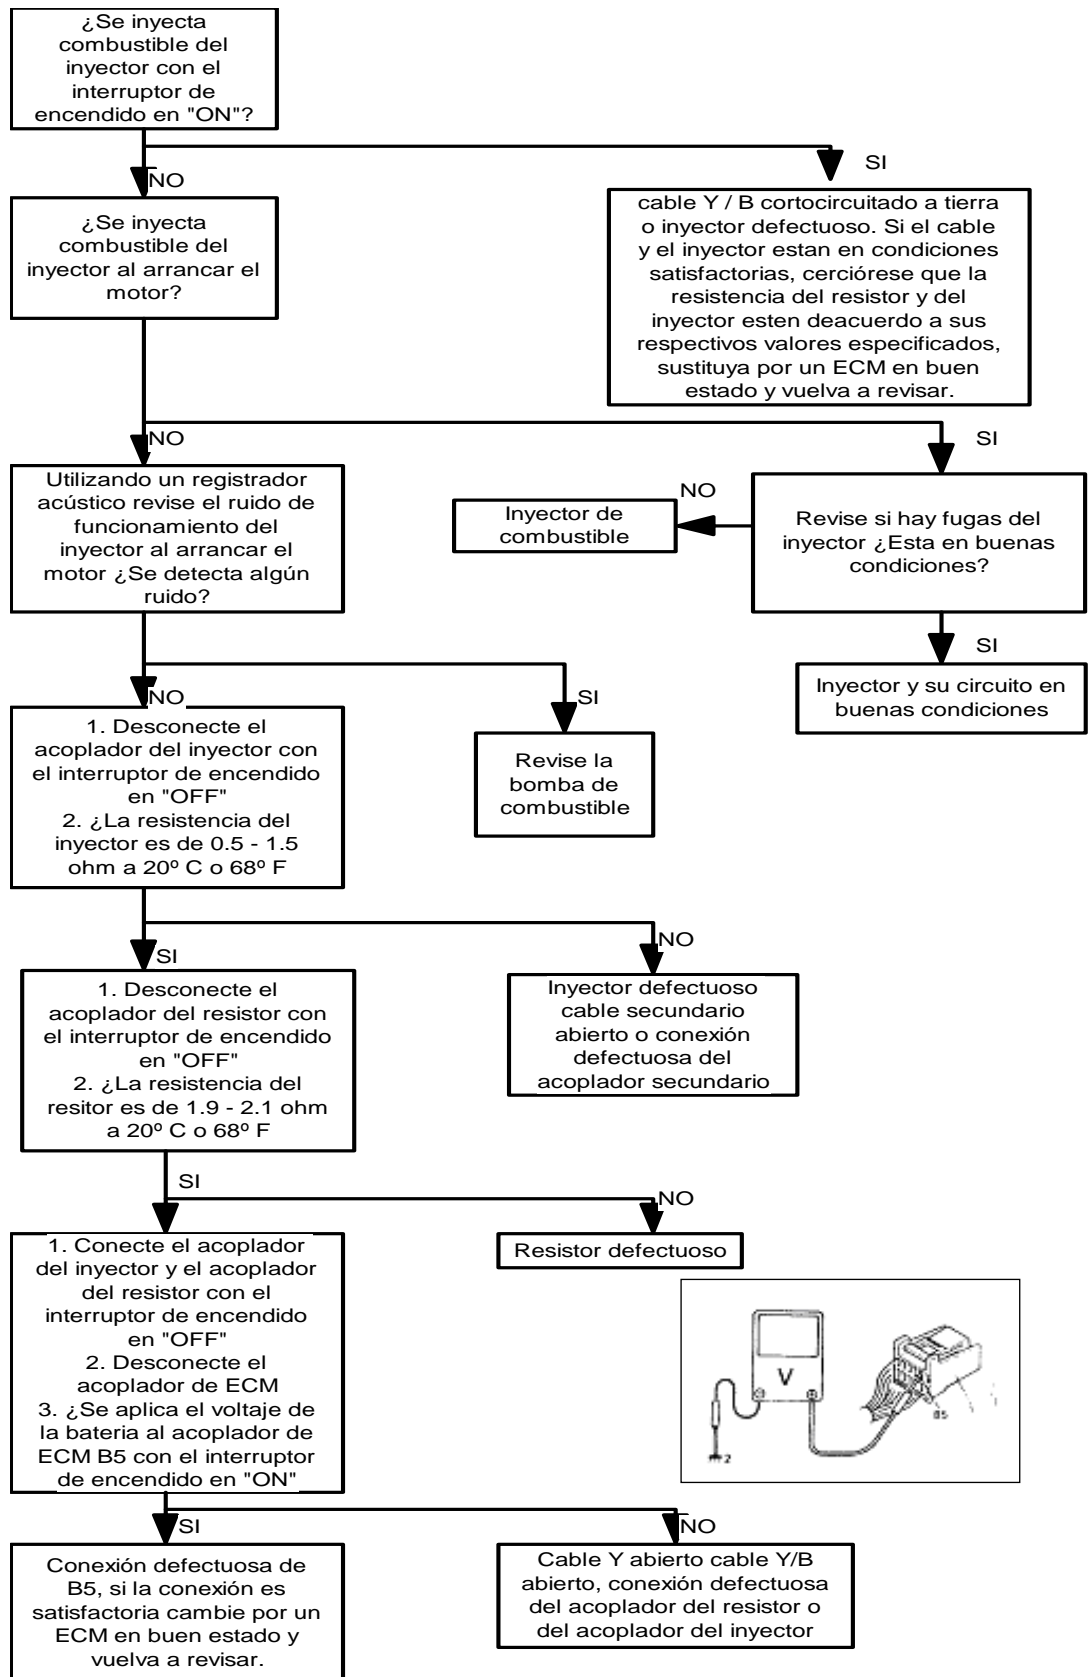 ¿Se inyecta
combustible del
inyector con el
interruptor de
encendido en "ON"?
SI
NO
¿Se inyecta
combustible del
inyector al arrancar el
motor?
cable Y / B cortocircuitado a tierra
o inyector defectuoso. Si el cable
y el inyector estan en condiciones
satisfactorias, cerciórese que la
resistencia del resistor y del
inyector esten deacuerdo a sus
respectivos valores especificados,
sustituya por un ECM en buen
estado y vuelva a revisar.
NO
SI
Utilizando un registrador
acústico revise el ruido de
funcionamiento del
inyector al arrancar el
motor ¿Se detecta algún
ruido?
NO
Inyector de
combustible
Revise si hay fugas del
inyector ¿Esta en buenas
condiciones?
SI
Inyector y su circuito en
buenas condiciones
NO
SI
1. Desconecte el
acoplador del inyector con
el interruptor de encendido
en "OFF"
2. ¿La resistencia del
inyector es de 0.5 - 1.5
ohm a 20º C o 68º F
Revise la
bomba de
combustible
SI
NO
1. Desconecte el
acoplador del resistor con
el interruptor de encendido
en "OFF"
2. ¿La resistencia del
resitor es de 1.9 - 2.1 ohm
a 20º C o 68º F
Inyector defectuoso
cable secundario
abierto o conexión
defectuosa del
acoplador secundario
SI
NO
1. Conecte el acoplador
del inyector y el acoplador
del resistor con el
interruptor de encendido
en "OFF"
2. Desconecte el
acoplador de ECM
3. ¿Se aplica el voltaje de
la bateria al acoplador de
ECM B5 con el interruptor
de encendido en "ON"
Resistor defectuoso
V
B5
2
SI
NO
Conexión defectuosa de
B5, si la conexión es
satisfactoria cambie por un
ECM en buen estado y
vuelva a revisar.
Cable Y abierto cable Y/B
abierto, conexión defectuosa
del acoplador del resistor o
del acoplador del inyector